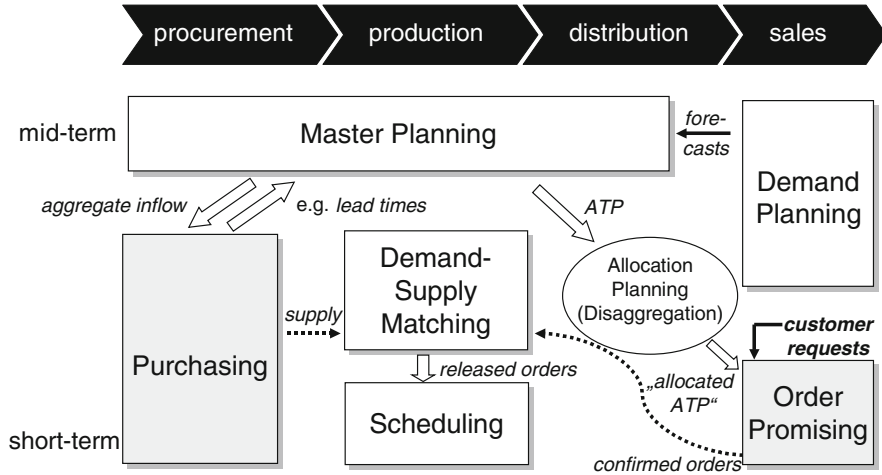 procurement
production
distribution
sales
mid-term
Master Planning
fore-
casts
Demand
Planning
aggregate inflow
e.g. lead times
ATP
Allocation
Planning
(Disaggregation)
Demand-
Supply
Matching
supply
Purchasing
customer
requests
released orders
„allocated
ATP“
Order
Promising
Scheduling
short-term
confirmed orders